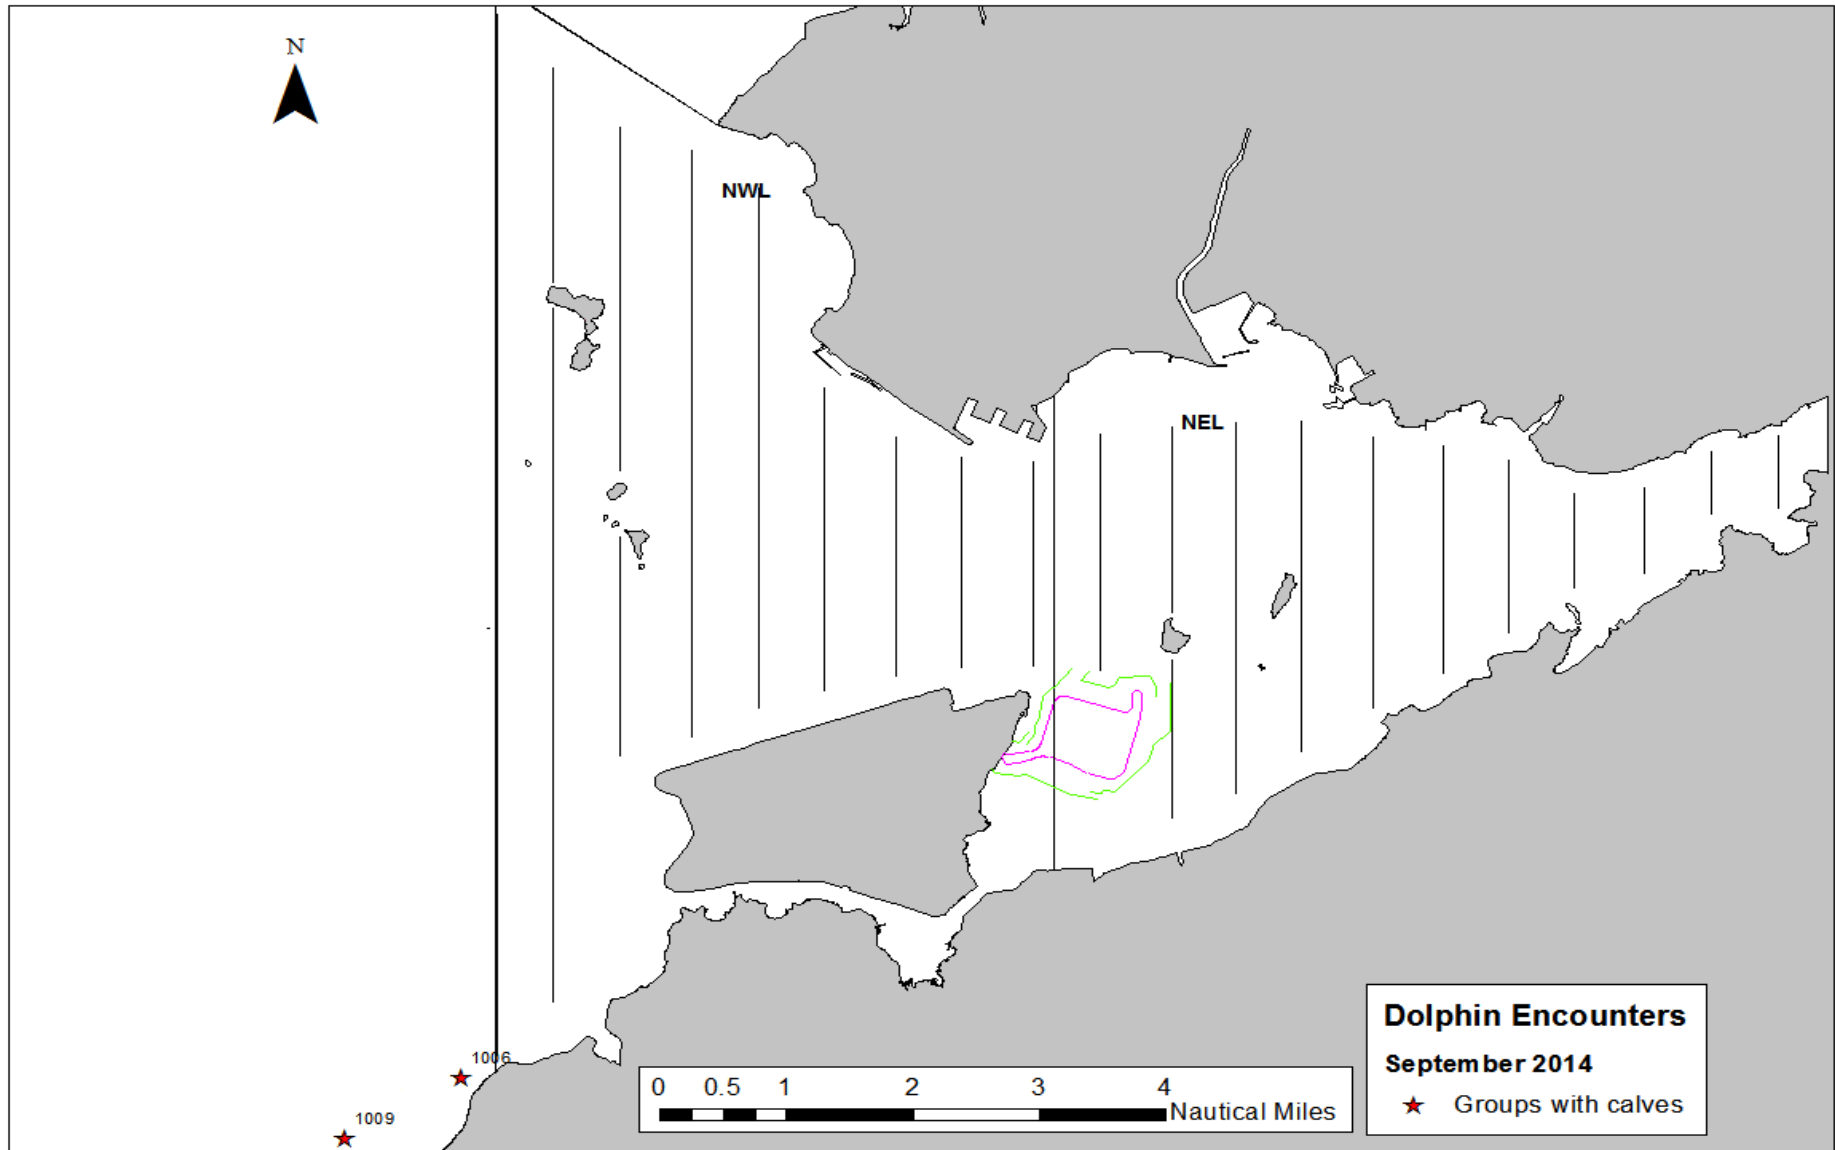 N
NWL
NEL
1006
1009
0 0.5 1 2 3 4
Nautical Miles
Dolphin Encounters
September 2014
Groups with calves